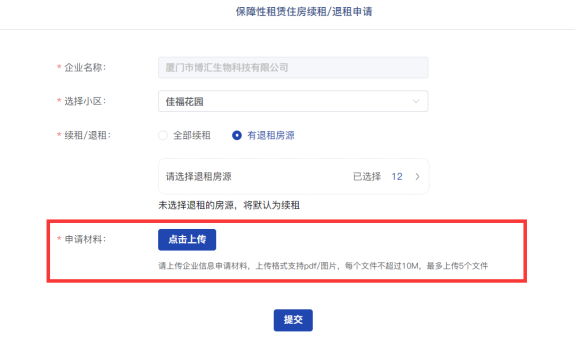 保障性租赁住房续租/退租申请
* 企业名称： 厦门市博汇生物科技有限公司
* 选择小区： 佳福花园
* 续租/退租： 全部续租 有退租房源
请选择退租房源 已选择 12 >
未选择退租的房源，将默认为续租
* 申请材料： 点击上传
请上传企业信息申请材料，上传格式支持pdf/图片，每个文件不超过10M，最多上传5个文件
提交